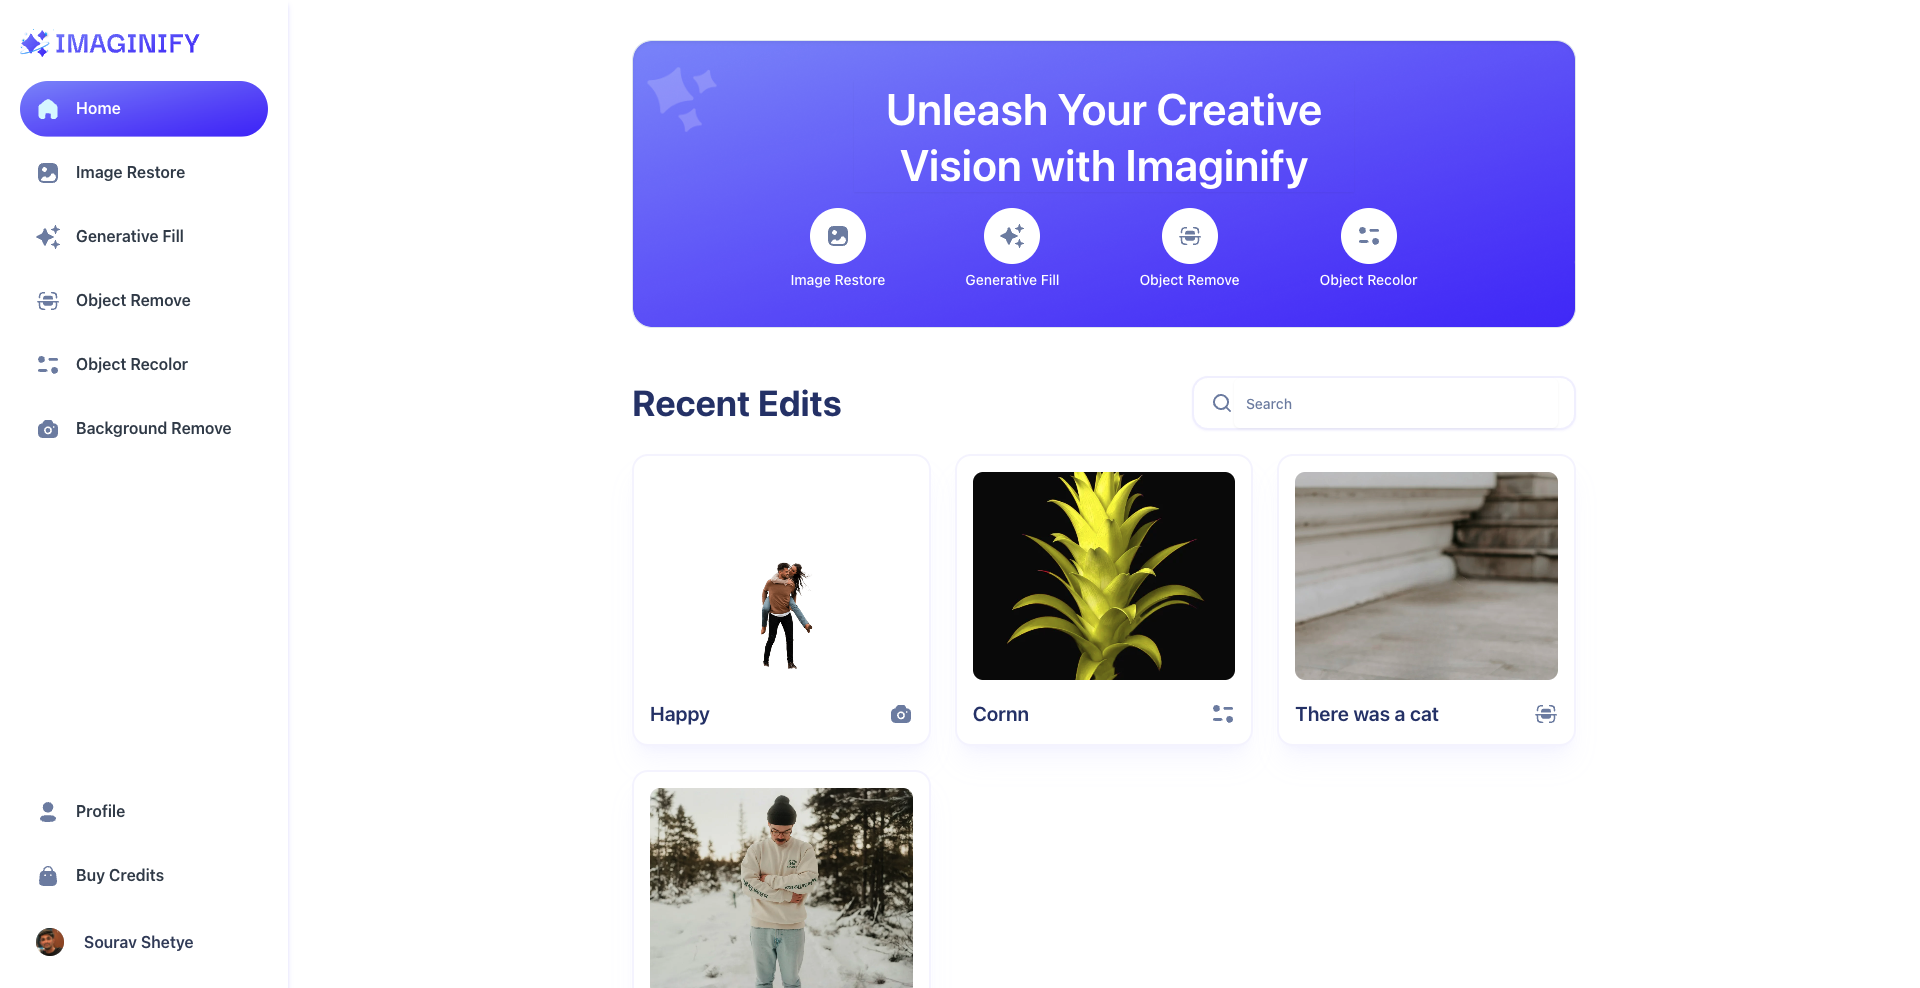 IMAGINIFY
Home
Image Restore
Generative Fill
Object Remove
Object Recolor
Background Remove
Profile
Buy Credits
Sourav Shetye
Unleash Your Creative
Vision with Imaginify
Image Restore
Generative Fill
Object Remove
Object Recolor
Recent Edits
Search
Happy
Cornn
There was a cat